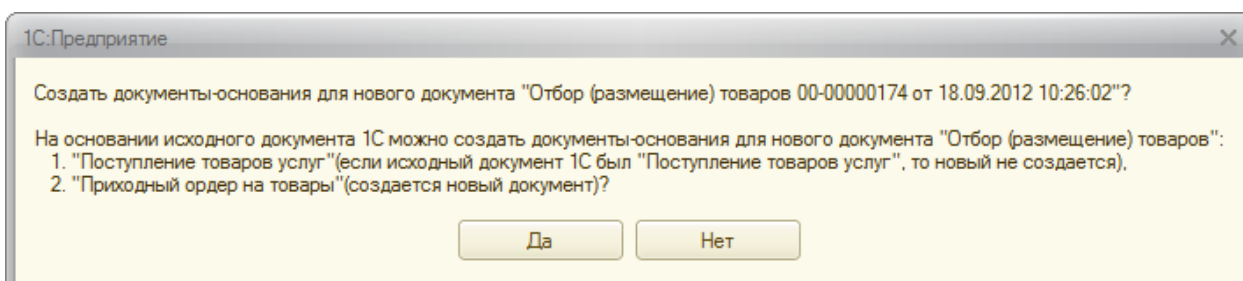 1С:Предприятие
Создать документы-основания для нового документа "Отбор (размещение) товаров 00-00000174 от 18.09.2012 10:26:02"?
На основании исходного документа 1С можно создать документы-основания для нового документа "Отбор (размещение) товаров":
1. "Поступление товаров услуг"(если исходный документ 1С был "Поступление товаров услуг", то новый не создается),
2. "Приходный ордер на товары"(создается новый документ)?
Да Нет